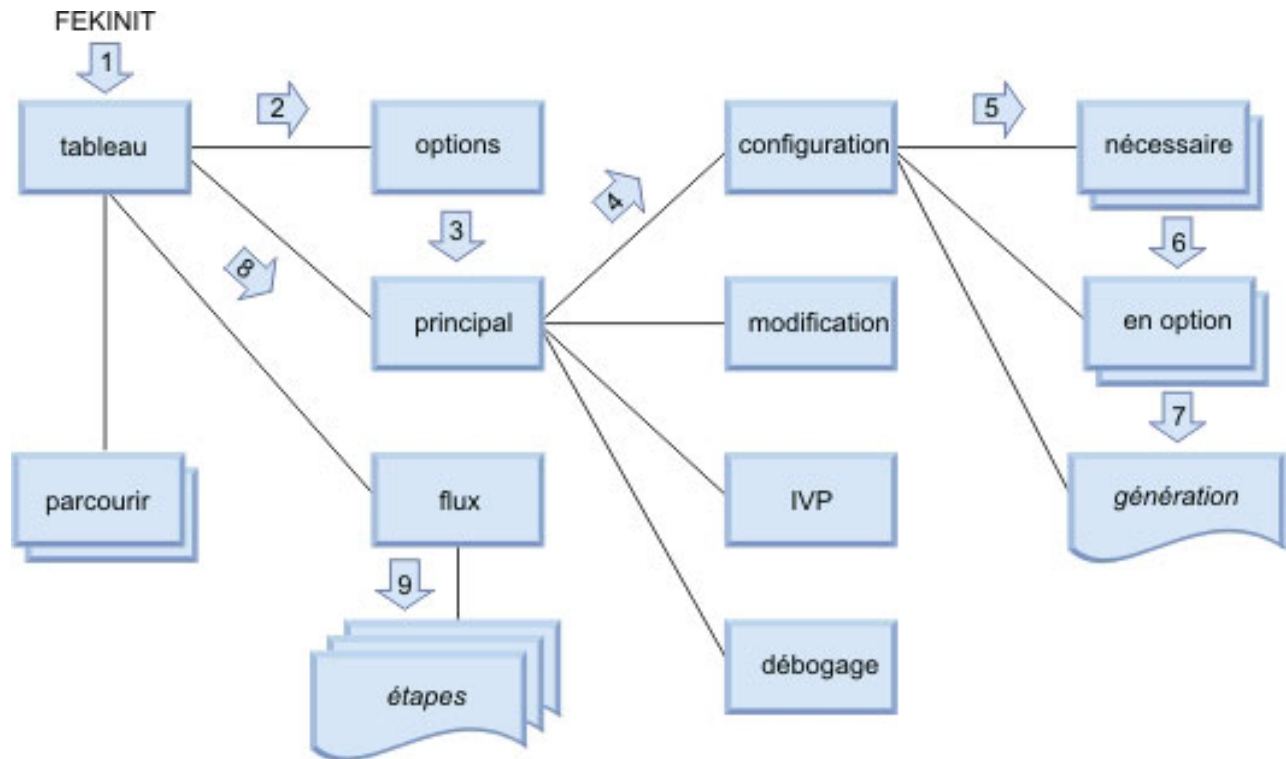 FEKINIT
1
tableau
2
options
3
principal
4
configuration
5
nécessaire
6
en option
7
génération
modification
IVP
débogage
8
parcourir
flux
9
étapes